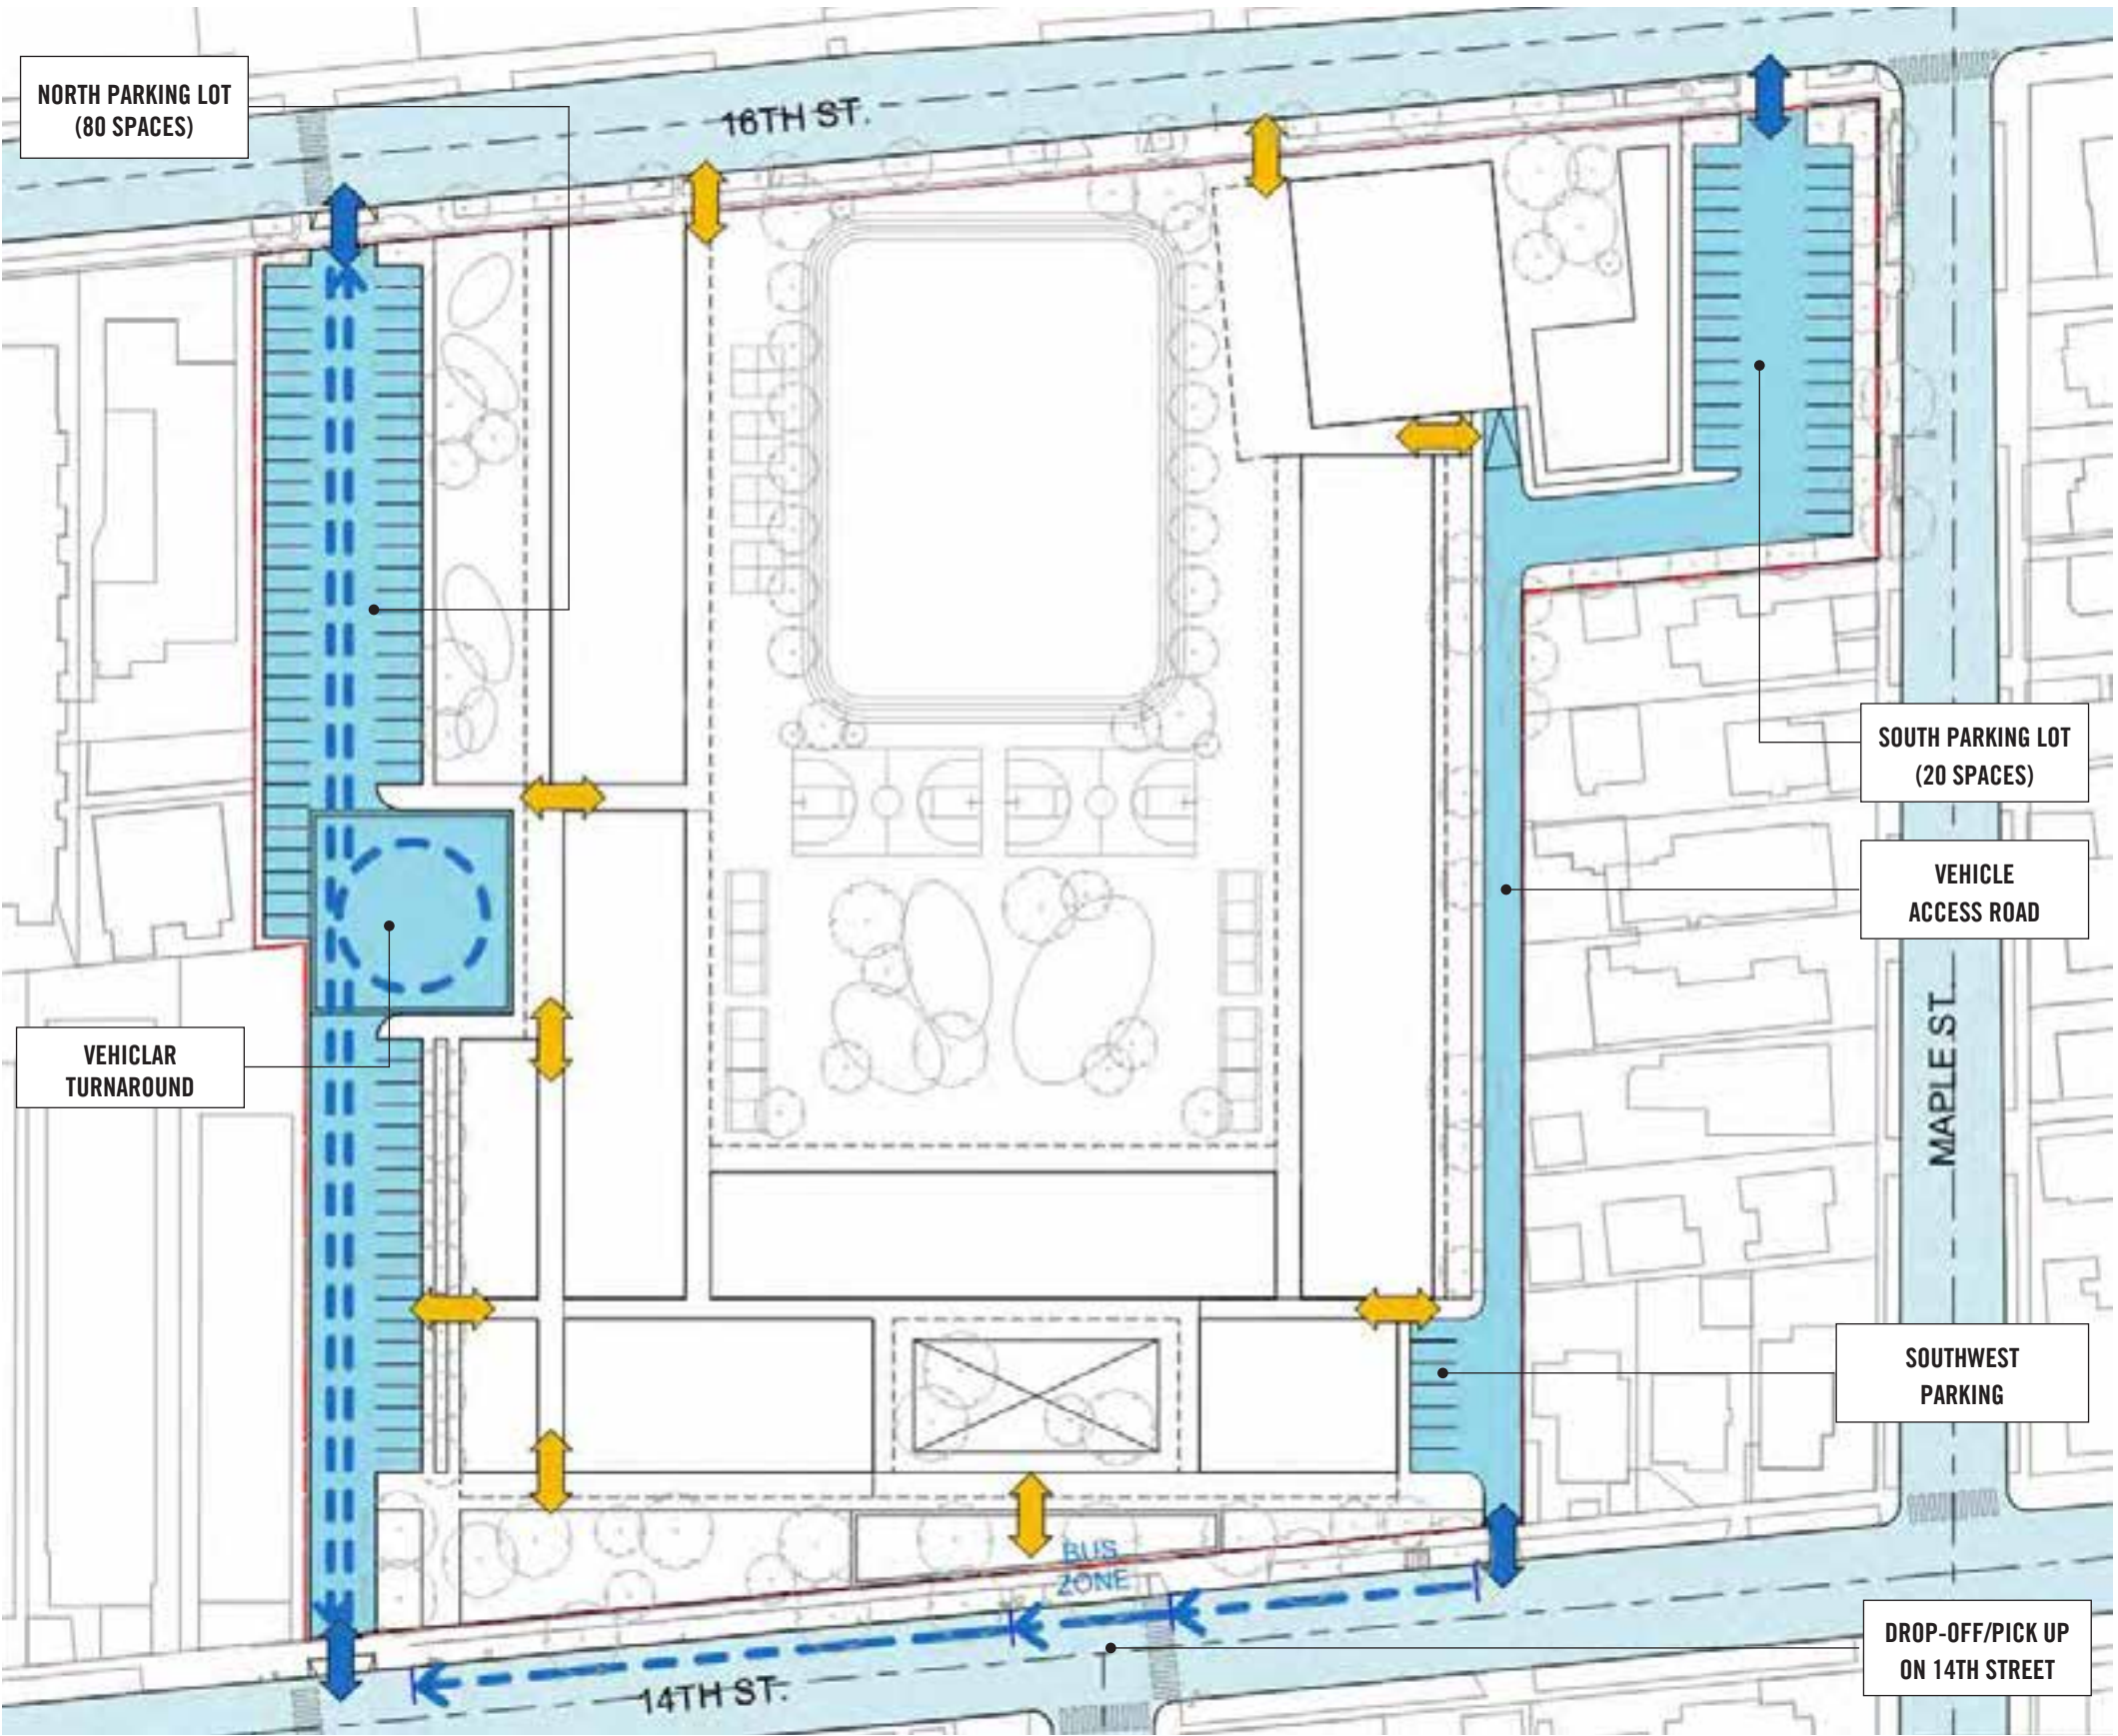 NORTH PARKING LOT
(80 SPACES)
16TH ST.
SOUTH PARKING LOT
(20 SPACES)
VEHICLE
ACCESS ROAD
VEHICLAR
TURNAROUND
MAPLE ST.
SOUTHWEST
PARKING
BUS
ZONE
DROP-OFF/PICK UP
ON 14TH STREET
14TH ST.